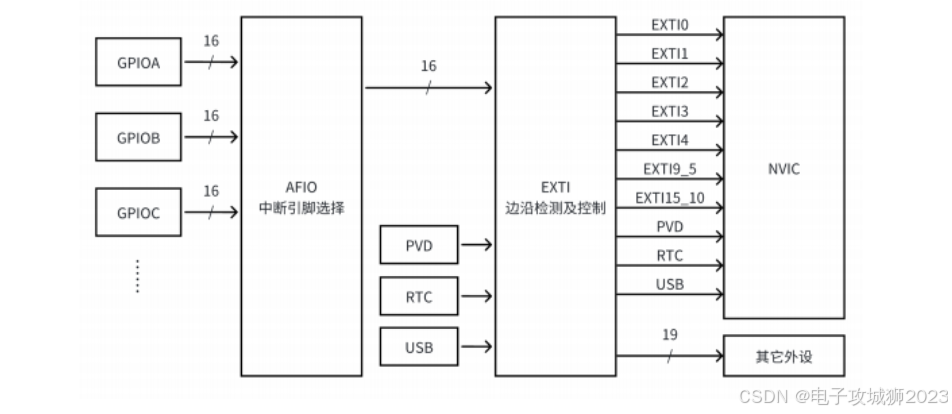 16
GPIOA
16
GPIOB
16
GPIOC
AFIO
中断引脚选择
16
PVD
RTC
USB
EXTI
边沿检测及控制
EXTI0
EXTI1
EXTI2
EXTI3
EXTI4
EXTI9_5
EXTI15_10
PVD
RTC
USB
19
NVIC
其它外设
CSDN @电子攻城狮2023